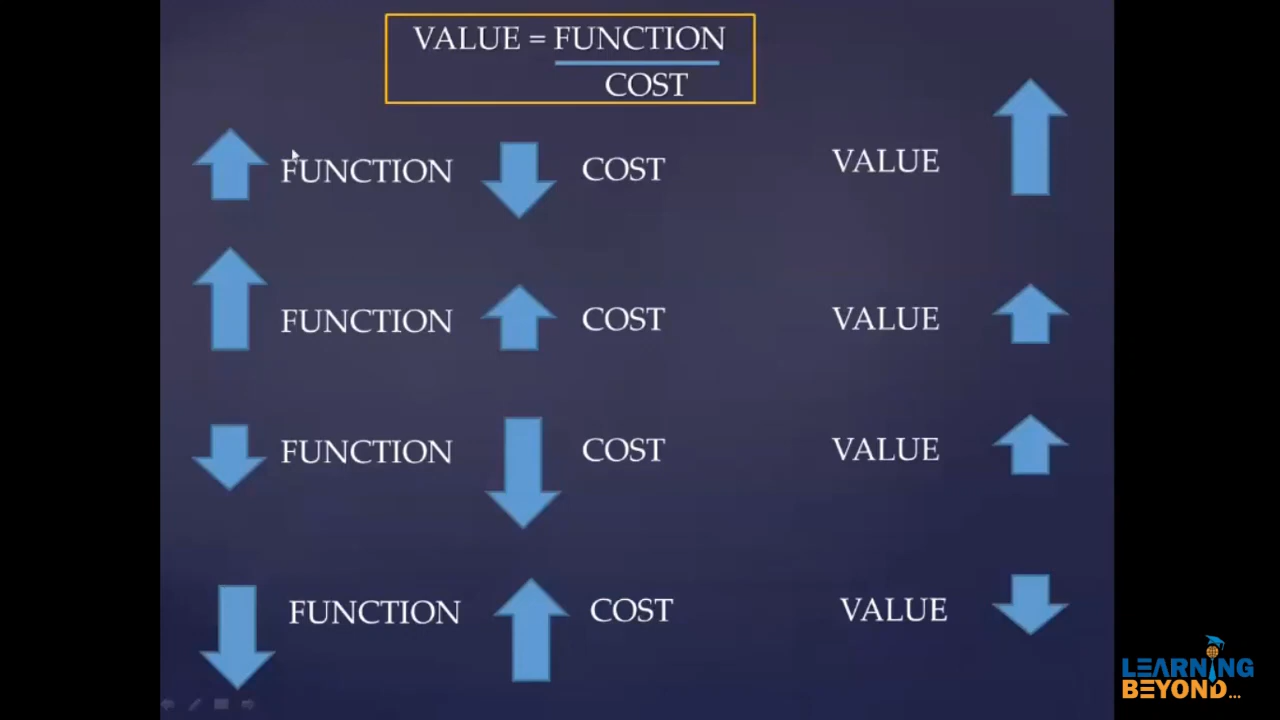 VALUE = FUNCTION
COST
FUNCTION COST VALUE
FUNCTION COST VALUE
FUNCTION COST VALUE
FUNCTION COST VALUE
LEARNING
BEYOND...